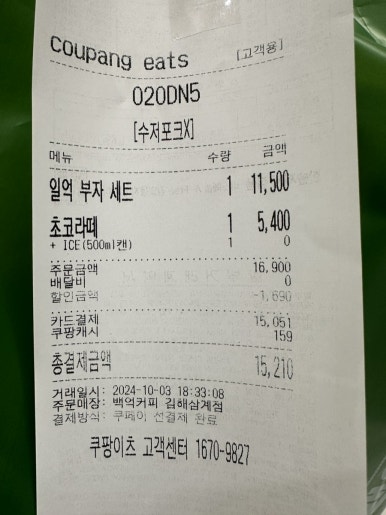 coupang eats [고객용]
020DN5
[수저포크X]
메뉴 수량 금액
일억 부자 세트 1 11,500
초코라떼 1 5,400
+ ICE(500ml캔) 1 0
주문금액 16,900
배달비 0
할인금액 -1,690
카드결제 15,051
쿠팡캐시 159
총결제금액 15,210
거래일시: 2024-10-03 18:33:08
주문매장: 백억커피 김해삼계점
결제방식: 쿠페이 선결제 완료
쿠팡이츠 고객센터 1670-9827